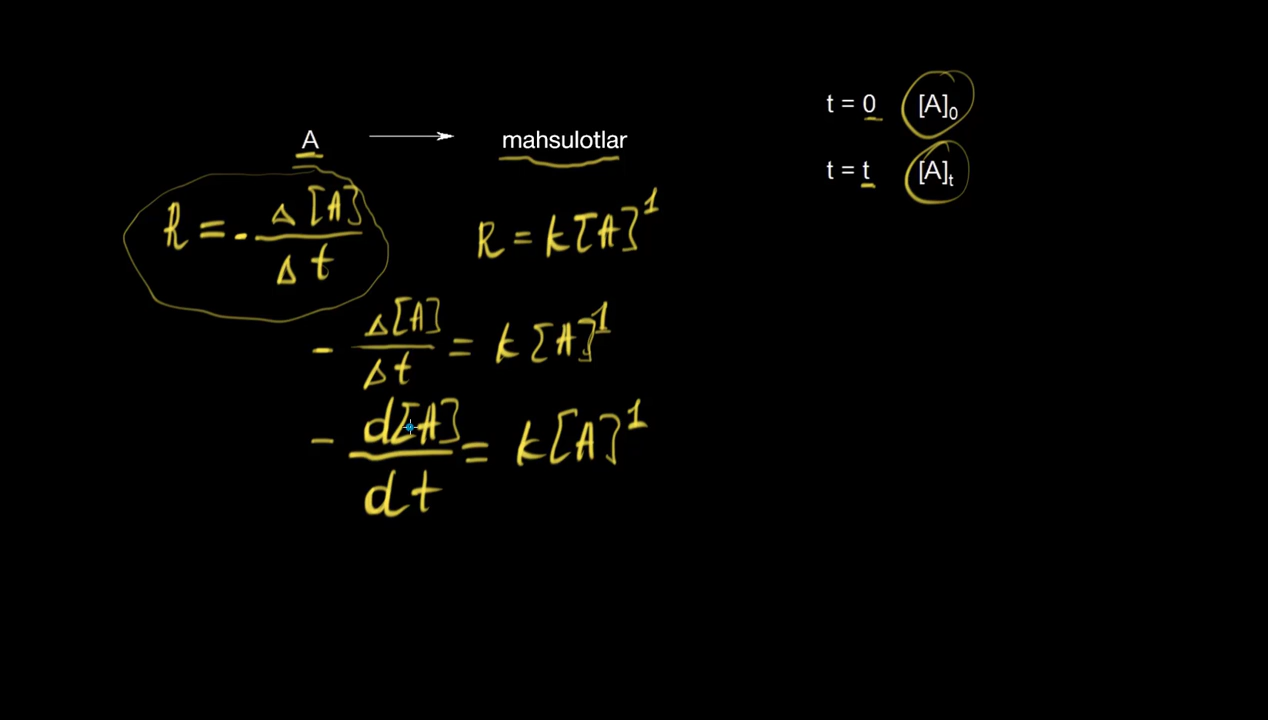 t = 0 [A]₀
A → mahsulotlar
t = t [A]ₜ
R = - Δ[A]/Δt R = k[A]¹
- Δ[A]/Δt = k[A]¹
- d[A]/dt = k[A]¹